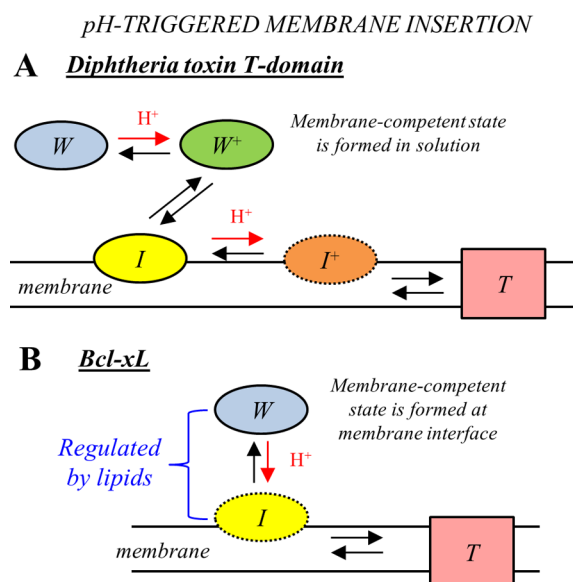 pH-TRIGGERED MEMBRANE INSERTION
A Diphtheria toxin T-domain
H⁺
W
W⁺
Membrane-competent state
is formed in solution
H⁺
I
I⁺
membrane
T
B Bcl-xL
W
Membrane-competent
state is formed at
membrane interface
Regulated
by lipids
H⁺
I
membrane
T